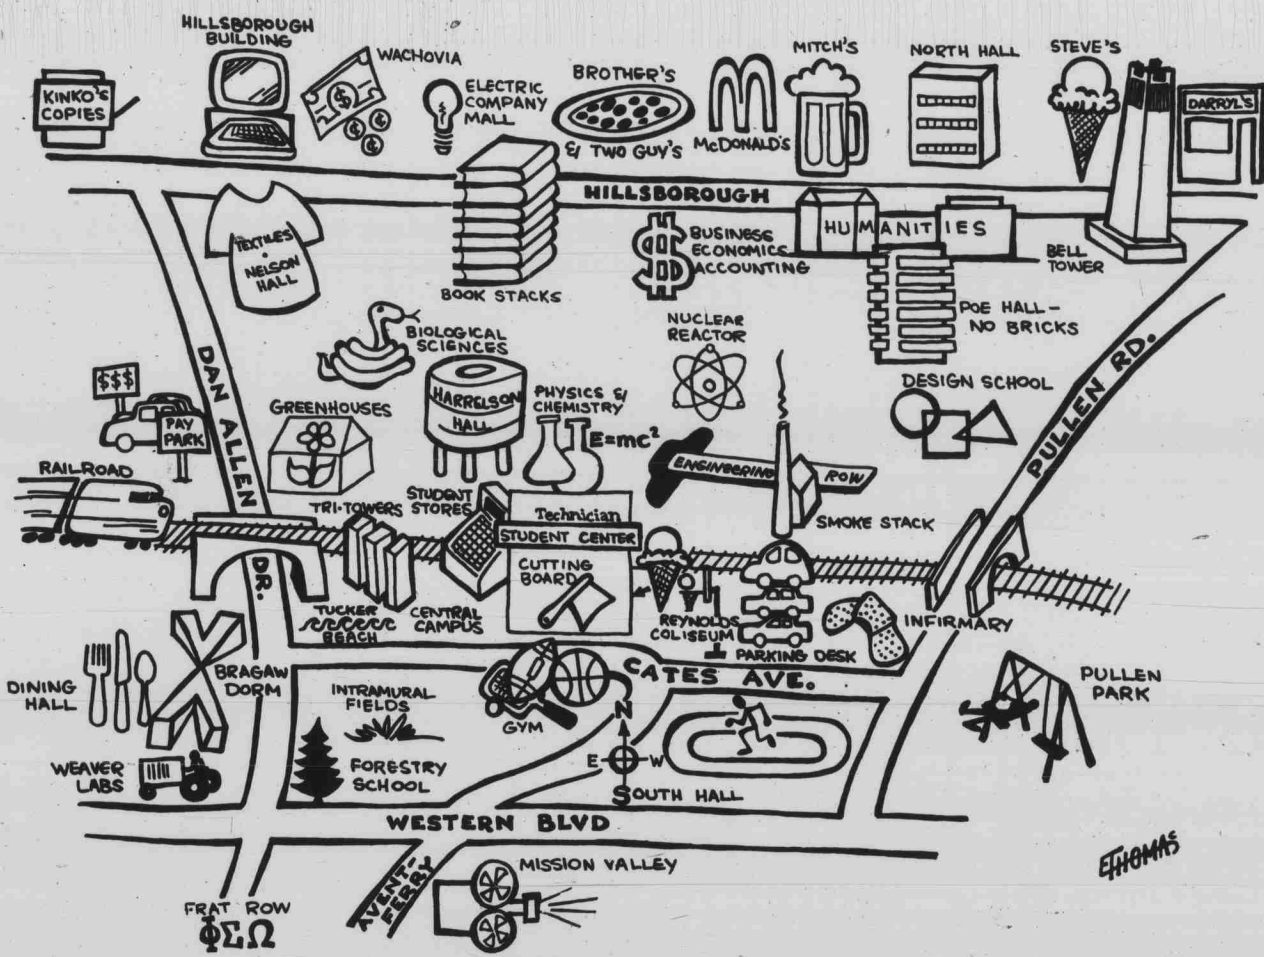 HILLSBOROUGH
BUILDING
WACHOVIA
KINKO'S
COPIES
ELECTRIC
COMPANY
MALL
BROTHER'S
& TWO GUY'S
McDONALD'S
MITCH'S
NORTH HALL
STEVE'S
DARRYL'S
HILLSBOROUGH
TEXTILES
NELSON
HALL
BOOK STACKS
$
BUSINESS
ECONOMICS
ACCOUNTING
HUMANITIES
BELL
TOWER
POE HALL-
NO BRICKS
BIOLOGICAL
SCIENCES
NUCLEAR
REACTOR
DAN ALLEN
DR.
PULLEN RD.
$$$
PAY
PARK
GREENHOUSES
HARRELSON
HALL
PHYSICS &
CHEMISTRY
E=mc²
DESIGN SCHOOL
ENGINEERING ROW
RAILROAD
TRI-TOWERS
STUDENT
STORES
Technician
STUDENT CENTER
SMOKE STACK
CUTTING
BOARD
TUCKER
BEACH
CENTRAL
CAMPUS
REYNOLDS
COLISEUM
PARKING DESK
INFIRMARY
DINING
HALL
BRAGAW
DORM
CATES AVE.
PULLEN
PARK
INTRAMURAL
FIELDS
GYM
N
E W
SOUTH HALL
WEAVER
LABS
FORESTRY
SCHOOL
WESTERN BLVD
AVENT-
FERRY
MISSION VALLEY
FRAT ROW
ΦΣΩ
ETHOMAS